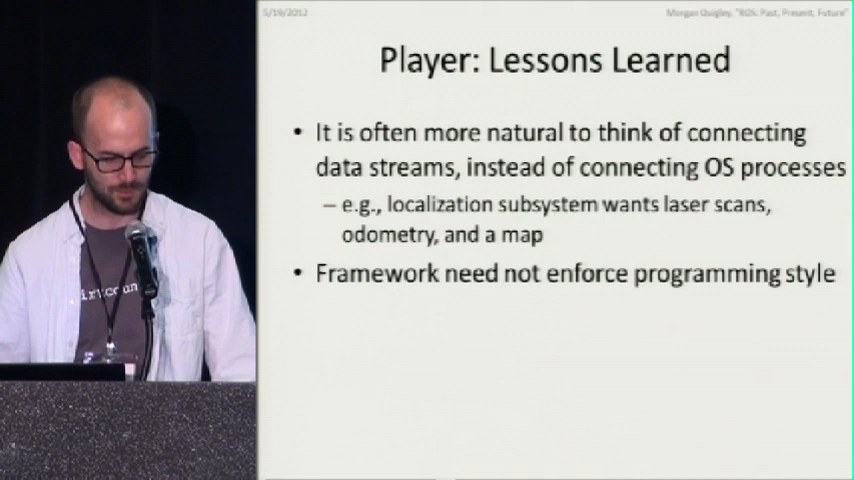 5/19/2012
Morgan Quigley, "ROS: Past, Present, Future"
Player: Lessons Learned
• It is often more natural to think of connecting
data streams, instead of connecting OS processes
– e.g., localization subsystem wants laser scans,
odometry, and a map
• Framework need not enforce programming style